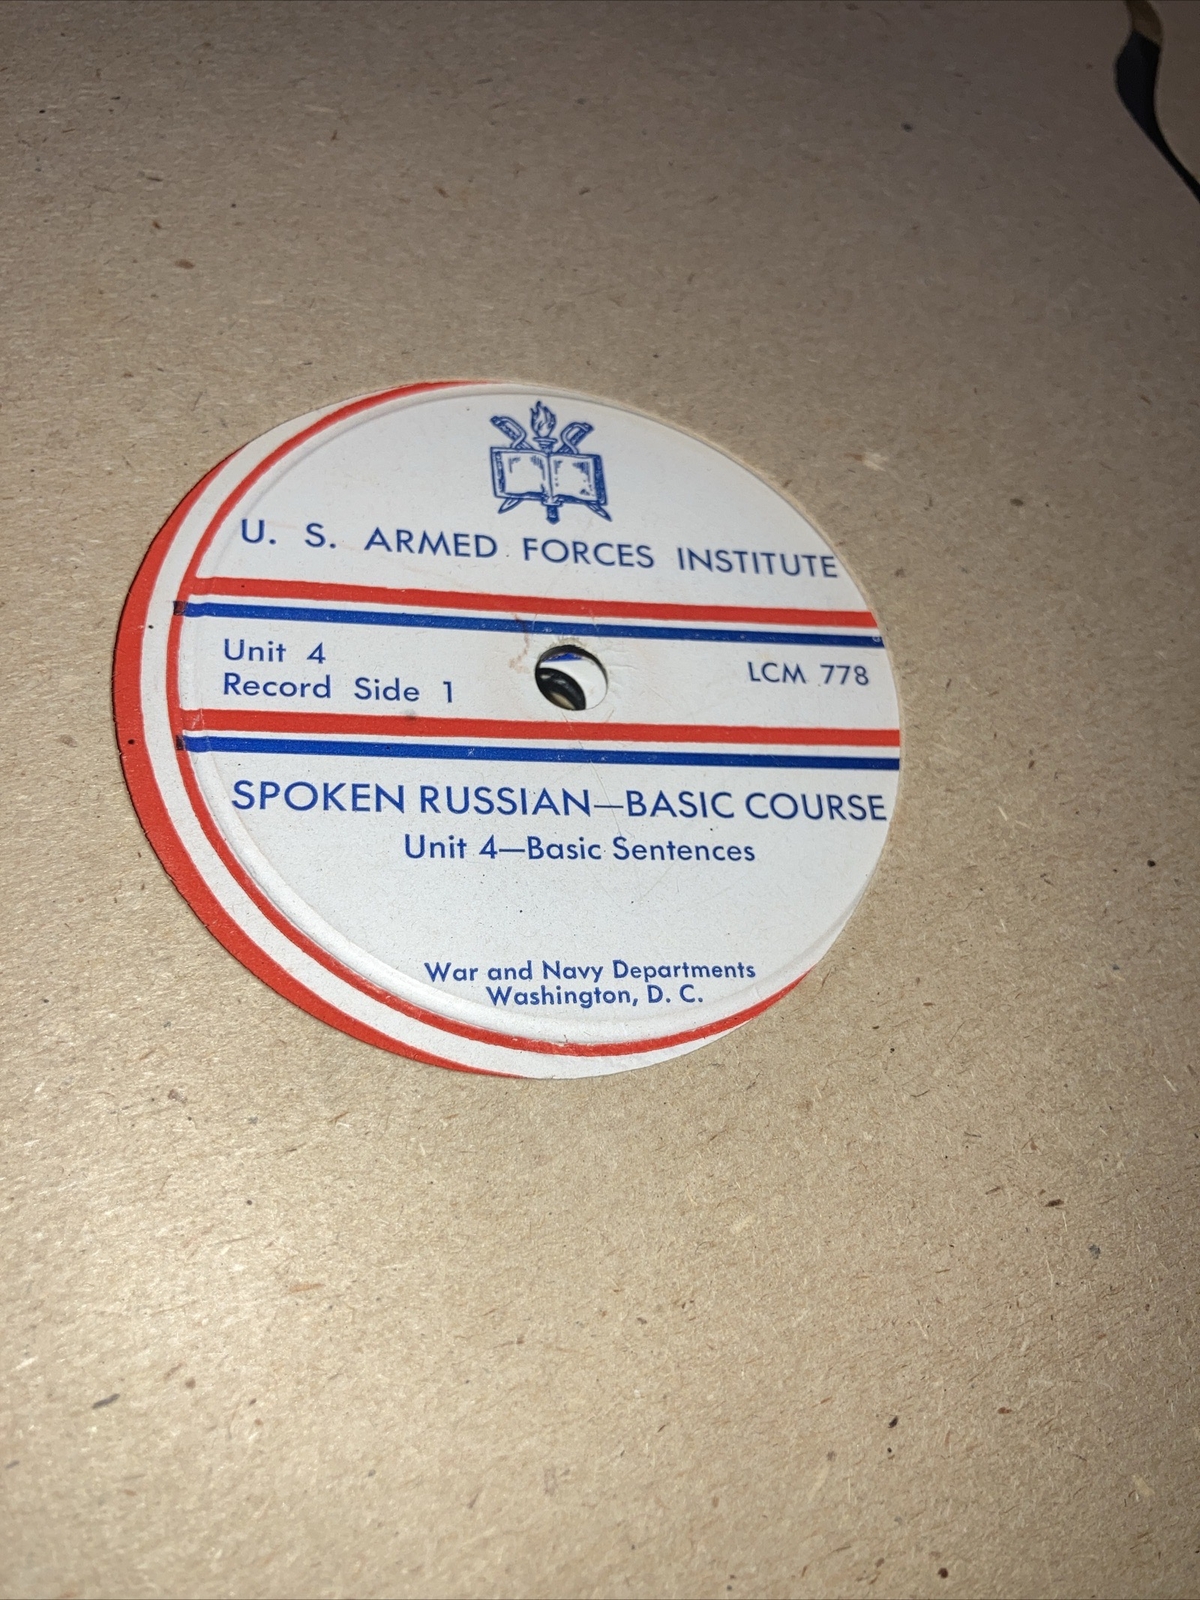 U. S. ARMED FORCES INSTITUTE
Unit 4
Record Side 1
LCM 778
SPOKEN RUSSIAN—BASIC COURSE
Unit 4—Basic Sentences
War and Navy Departments
Washington, D. C.